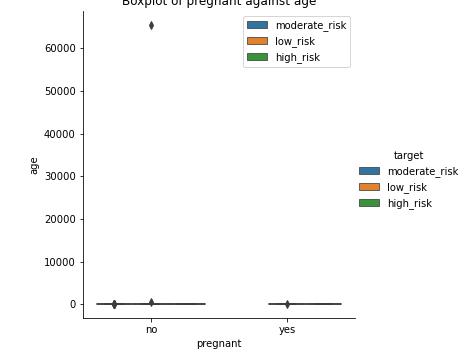 Boxplot of pregnant against age
moderate_risk
low_risk
high_risk
60000
50000
40000
30000
20000
10000
0
age
no
yes
pregnant
target
moderate_risk
low_risk
high_risk